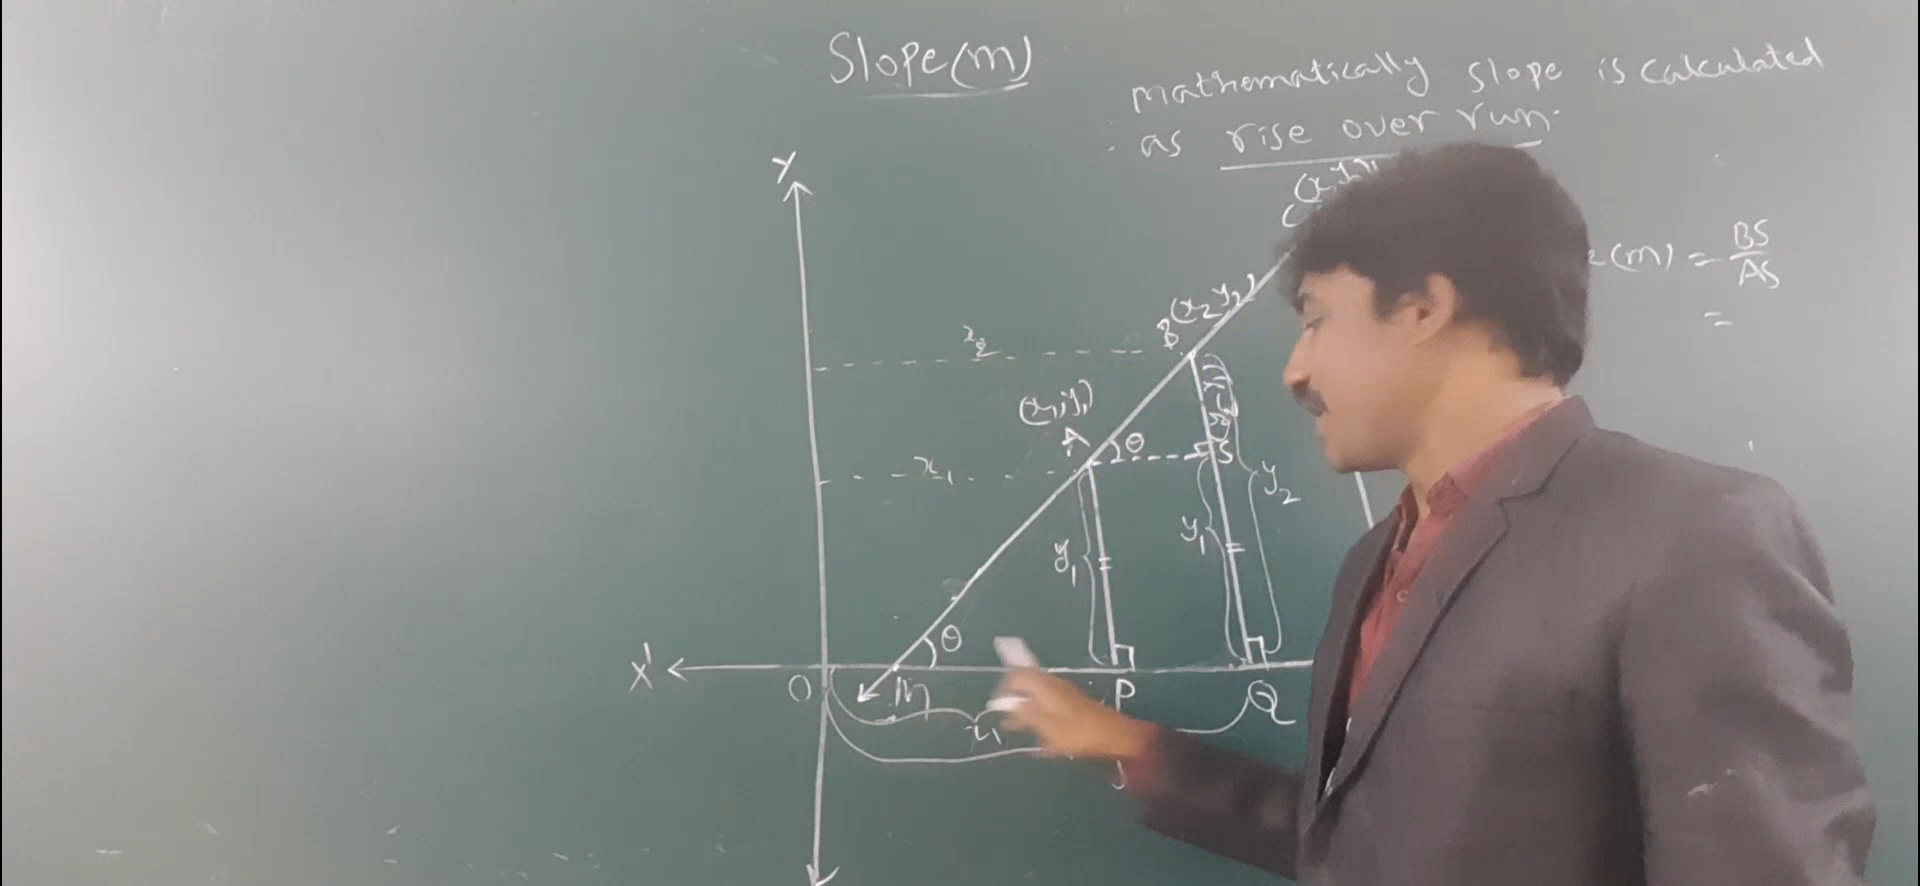 Slope(m)
mathematically slope is calculated
as rise over run.
Y
C
(m) = BS/AS
=
x2
B(x2 y2)
(x1,y1)
A
θ
S
x1
y2
y1
y1
θ
X'
O
M
P
Q
x1